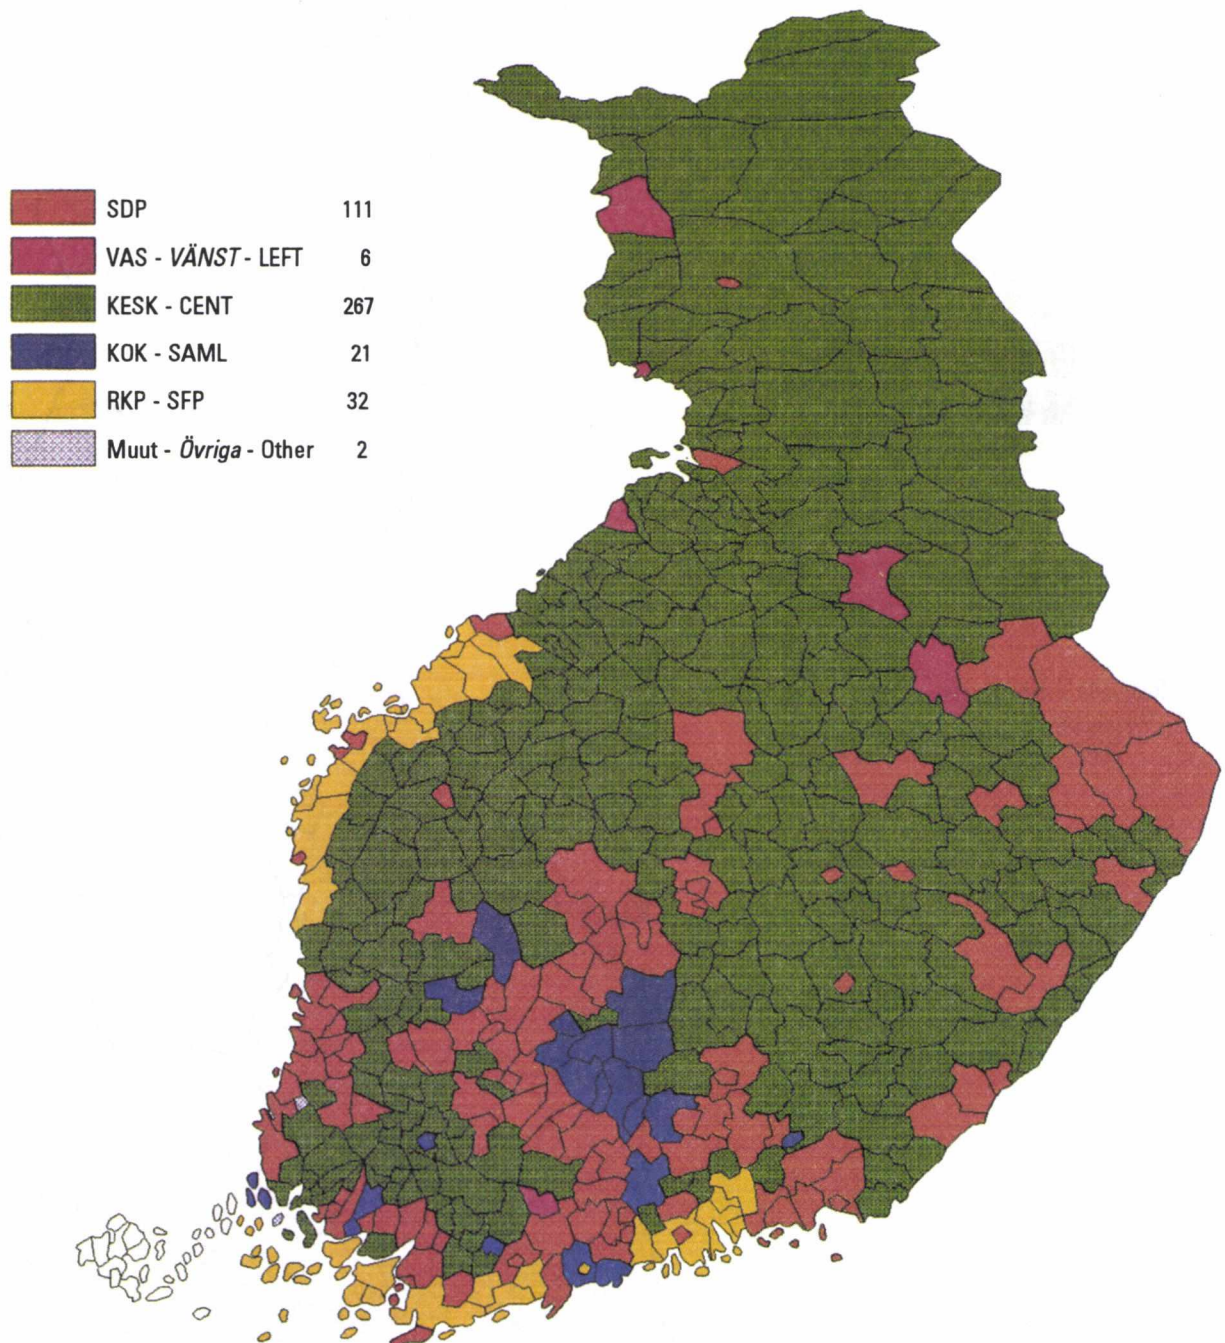 SDP 111
VAS - VÄNST - LEFT 6
KESK - CENT 267
KOK - SAML 21
RKP - SFP 32
Muut - Övriga - Other 2